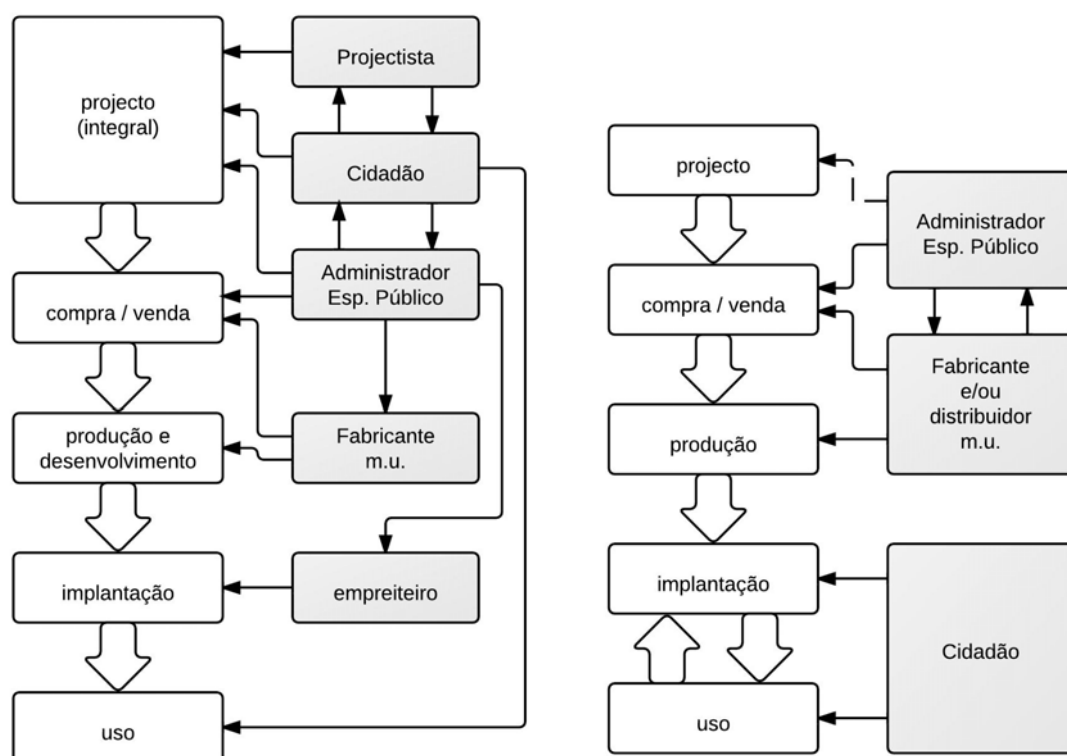 projecto
(integral)
Projectista
Cidadão
Administrador
Esp. Público
compra / venda
produção e
desenvolvimento
Fabricante
m.u.
implantação
empreiteiro
uso
projecto
Administrador
Esp. Público
compra / venda
Fabricante
e/ou
distribuidor
m.u.
produção
implantação
Cidadão
uso